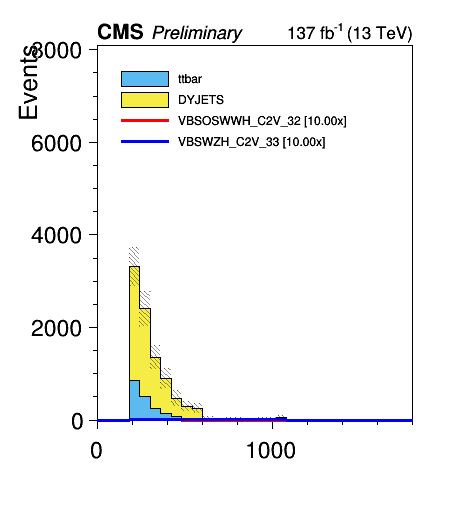 CMS Preliminary 137 fb-1 (13 TeV)
Events
8000
ttbar
DYJETS
VBSOSWWH_C2V_32 [10.00x]
VBSWZH_C2V_33 [10.00x]
6000
4000
2000
0
0 1000